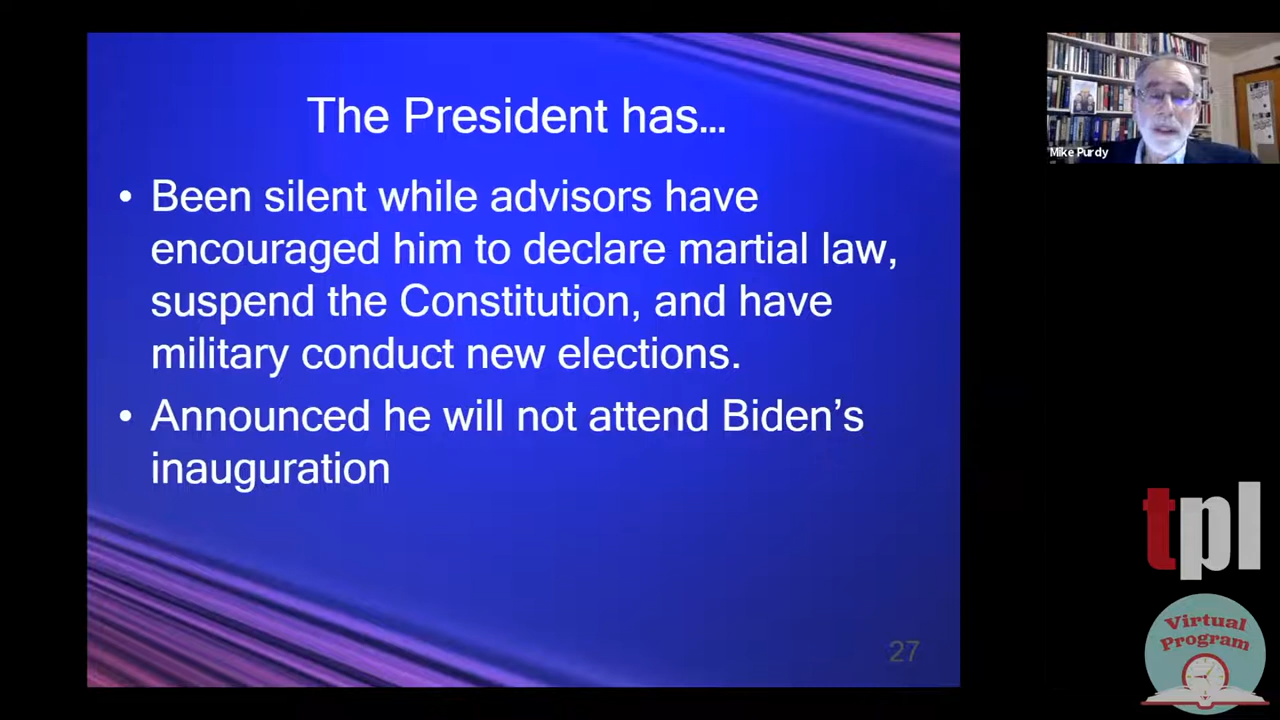 The President has...
• Been silent while advisors have
encouraged him to declare martial law,
suspend the Constitution, and have
military conduct new elections.
• Announced he will not attend Biden's
inauguration
27
Mike Purdy
tpl
Virtual
Program